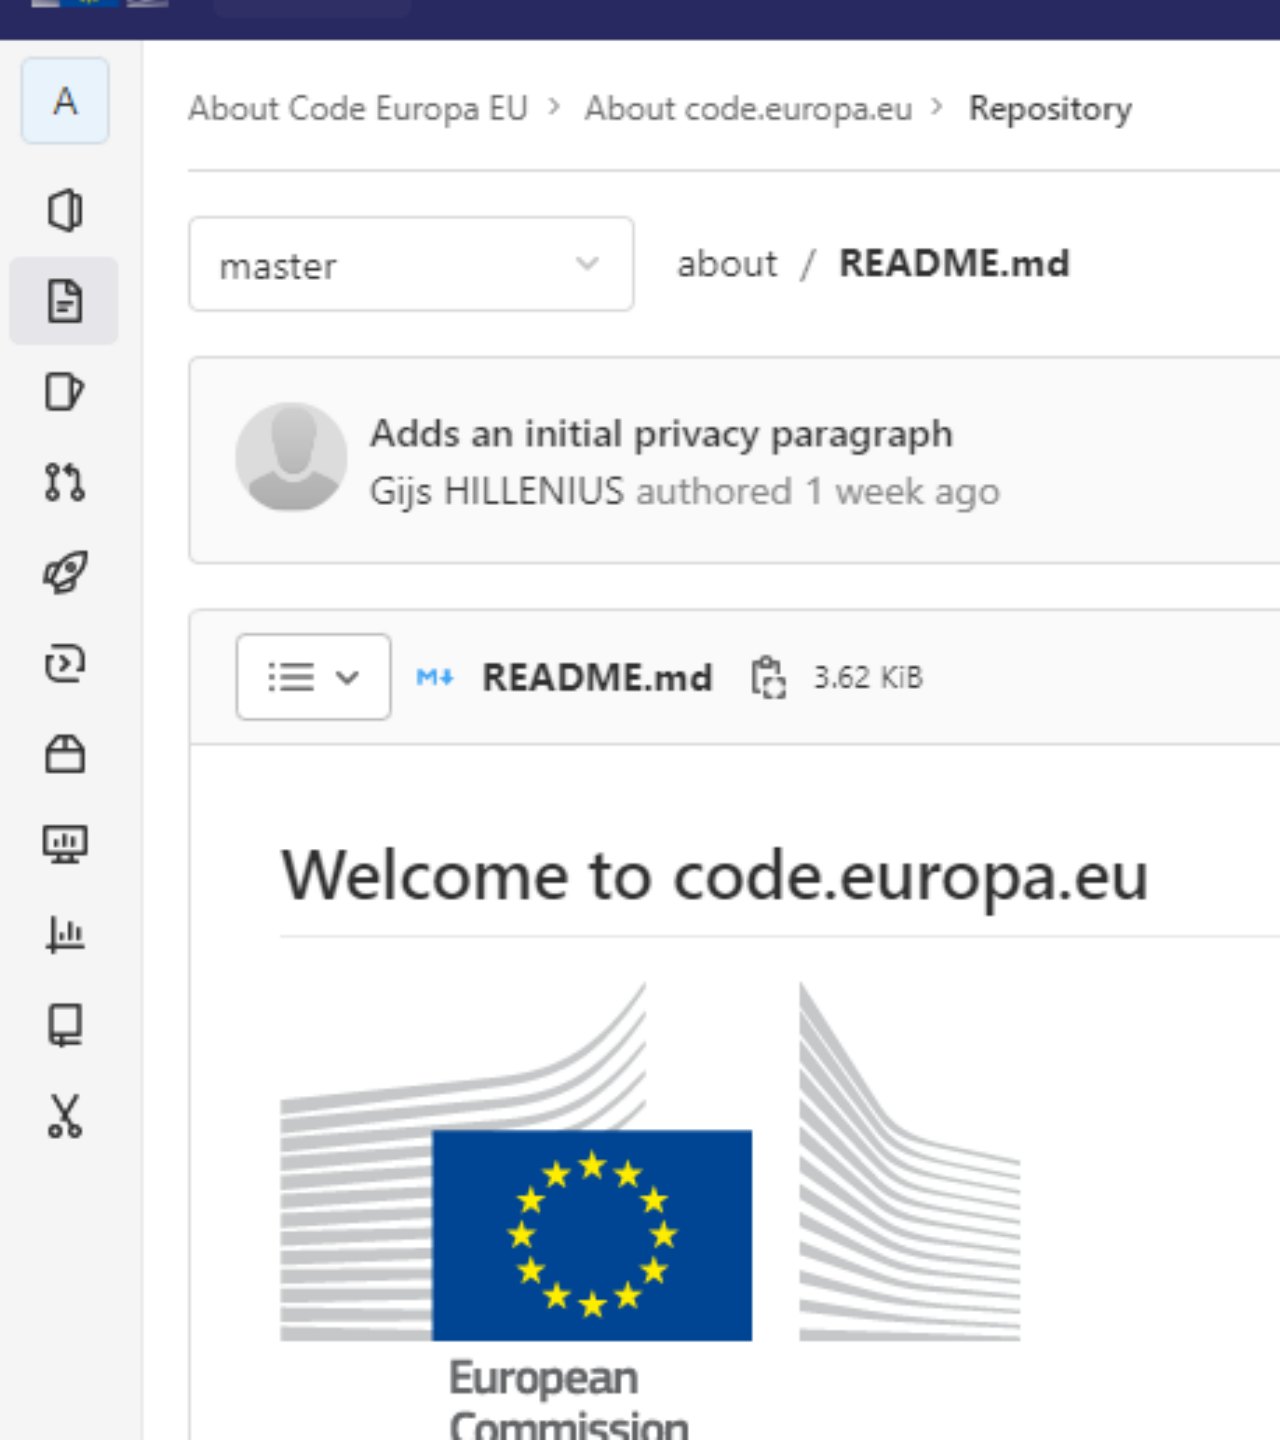 A
About Code Europa EU > About code.europa.eu > Repository
master
about / README.md
Adds an initial privacy paragraph
Gijs HILLENIUS authored 1 week ago
M↓ README.md 3.62 KiB
Welcome to code.europa.eu
European
Commission